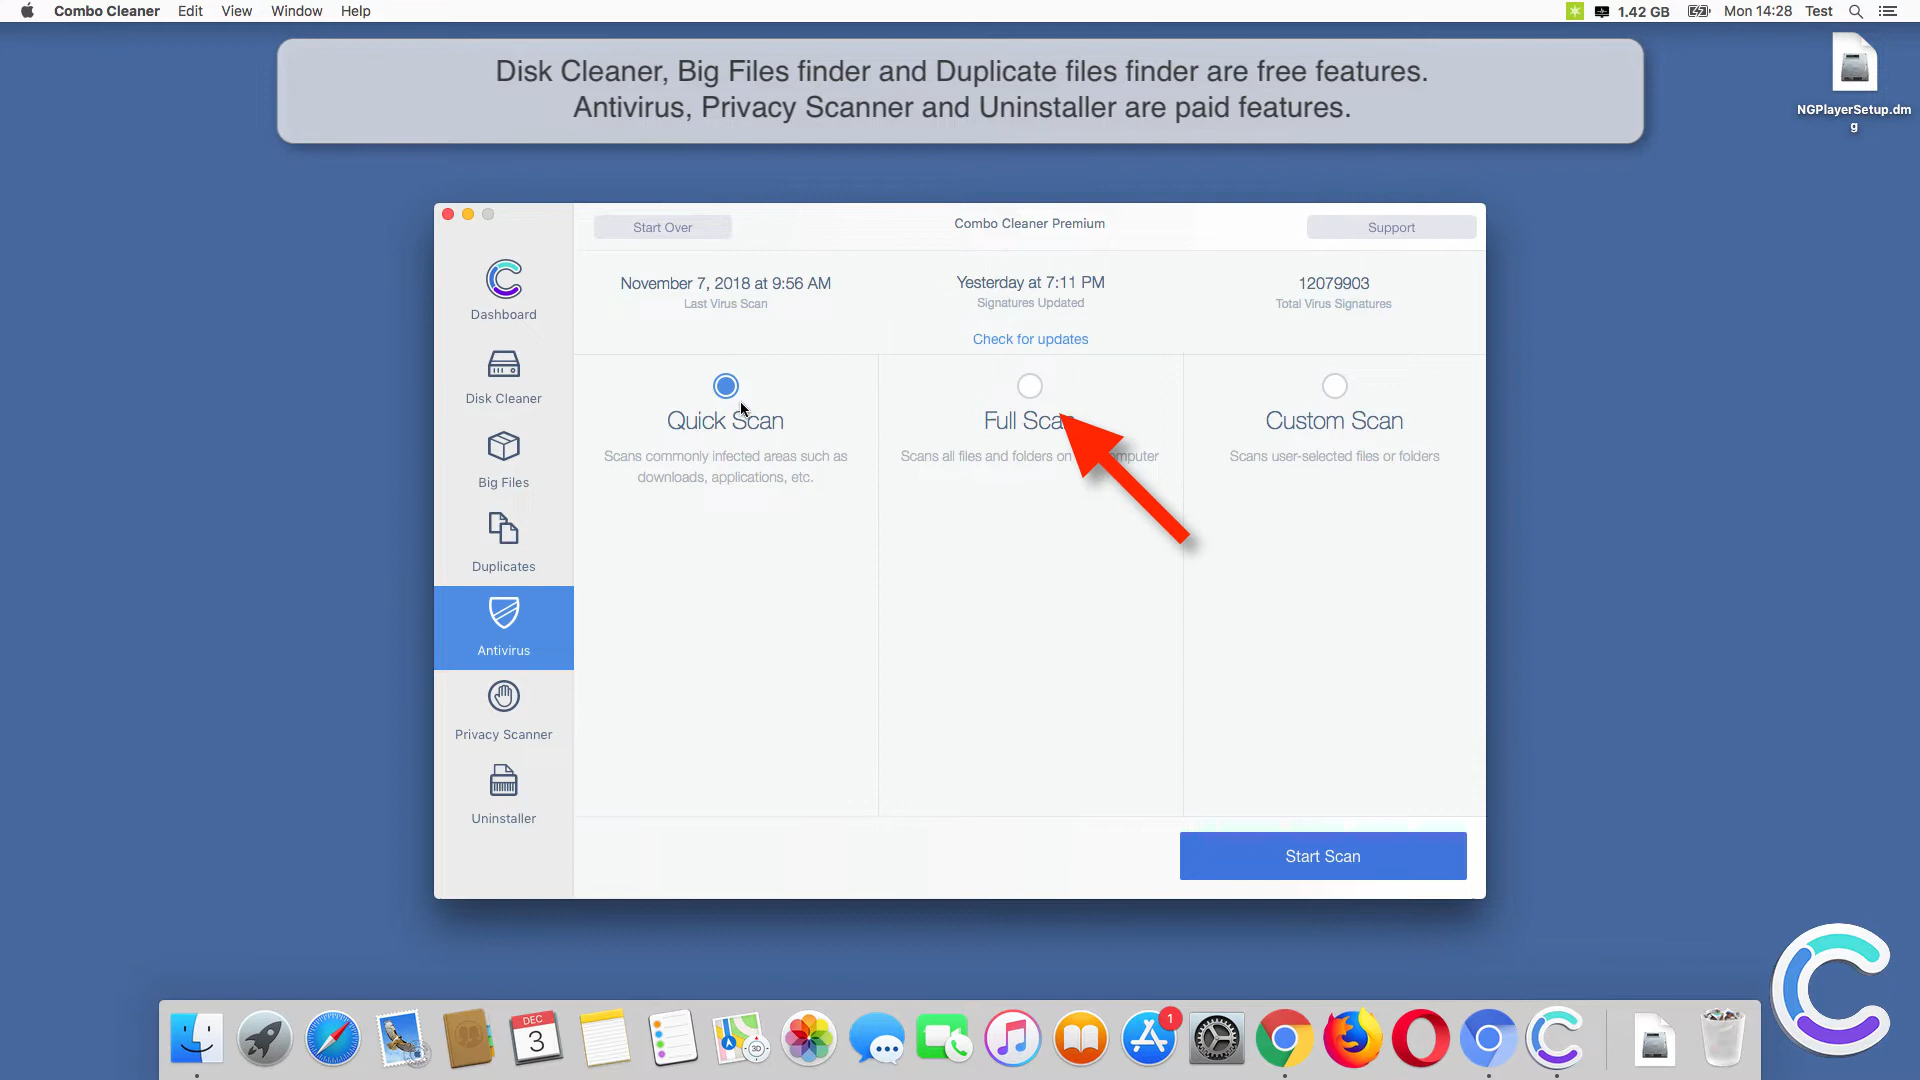 Combo Cleaner Edit View Window Help 1.42 GB Mon 14:28 Test
Disk Cleaner, Big Files finder and Duplicate files finder are free features.
Antivirus, Privacy Scanner and Uninstaller are paid features.
NGPlayerSetup.dm
g
Start Over Combo Cleaner Premium Support
November 7, 2018 at 9:56 AM
Last Virus Scan
Yesterday at 7:11 PM
Signatures Updated
12079903
Total Virus Signatures
Check for updates
Dashboard
Disk Cleaner
Big Files
Duplicates
Antivirus
Privacy Scanner
Uninstaller
Quick Scan
Scans commonly infected areas such as
downloads, applications, etc.
Full Scan
Scans all files and folders on computer
Custom Scan
Scans user-selected files or folders
Start Scan
DEC
3
3D
1